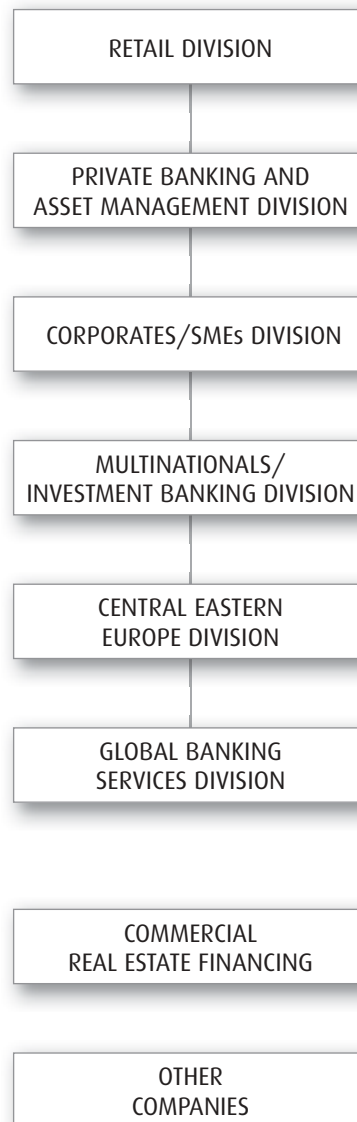 RETAIL DIVISION
PRIVATE BANKING AND
ASSET MANAGEMENT DIVISION
CORPORATES/SMEs DIVISION
MULTINATIONALS/
INVESTMENT BANKING DIVISION
CENTRAL EASTERN
EUROPE DIVISION
GLOBAL BANKING
SERVICES DIVISION
COMMERCIAL
REAL ESTATE FINANCING
OTHER
COMPANIES